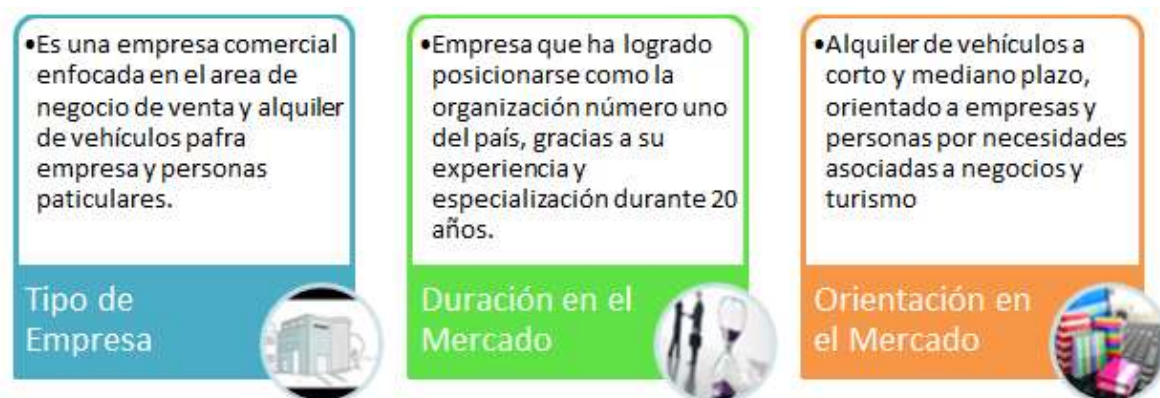 •Es una empresa comercial
enfocada en el area de
negocio de venta y alquiler
de vehículos pafra
empresa y personas
paticulares.
Tipo de
Empresa
•Empresa que ha logrado
posicionarse como la
organización número uno
del país, gracias a su
experiencia y
especialización durante 20
años.
Duración en el
Mercado
•Alquiler de vehículos a
corto y mediano plazo,
orientado a empresas y
personas por necesidades
asociadas a negocios y
turismo
Orientación en
el Mercado